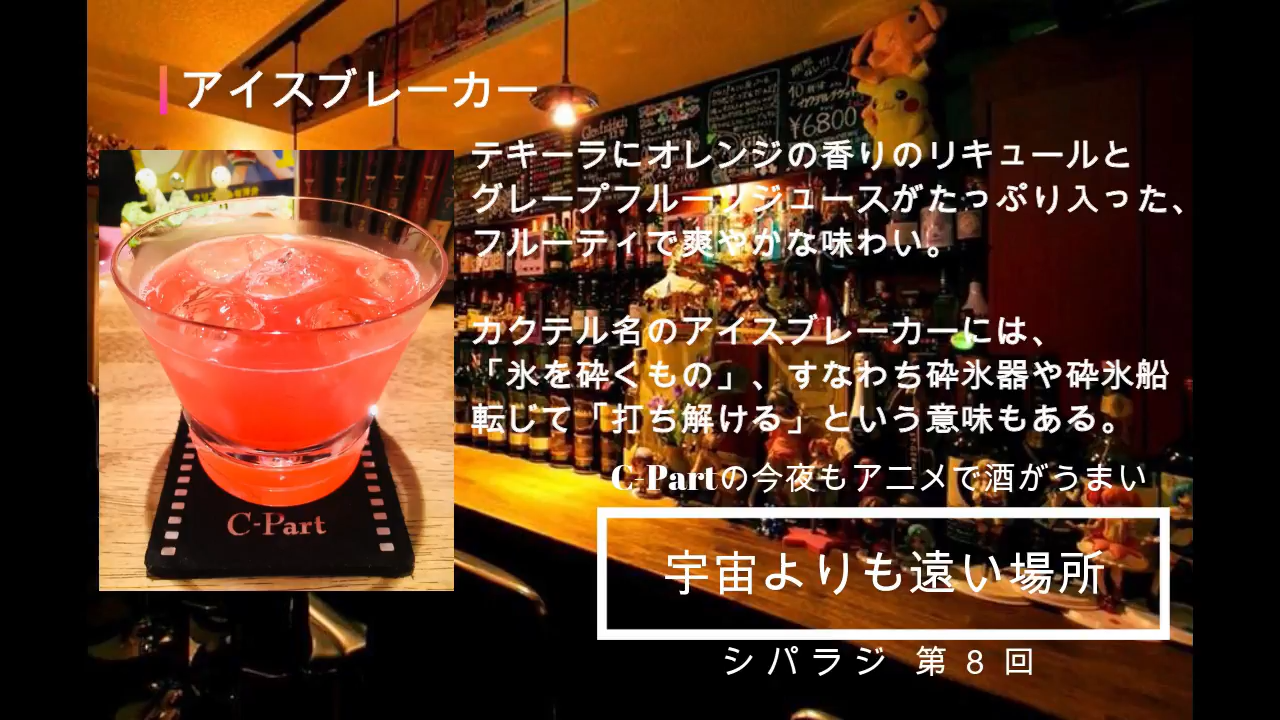 アイスブレーカー
テキーラにオレンジの香りのリキュールと
グレープフルーツジュースがたっぷり入った、
フルーティで爽やかな味わい。
カクテル名のアイスブレーカーには、
「氷を砕くもの」、すなわち砕氷器や砕氷船
転じて「打ち解ける」という意味もある。
C-Partの今夜もアニメで酒がうまい
宇宙よりも遠い場所
シパラジ 第8回
C-Part
¥6800